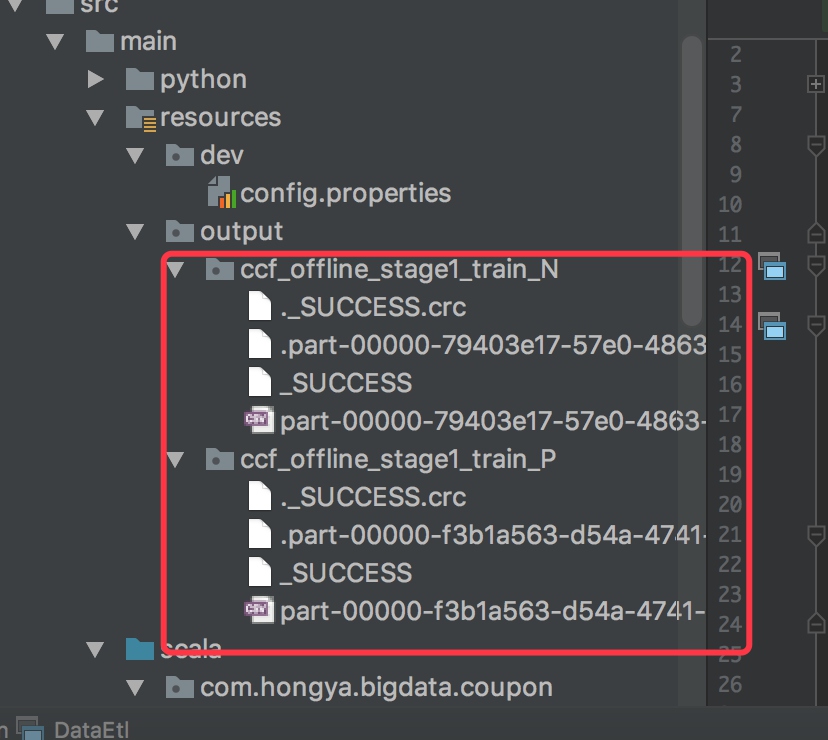 src
main
python
resources
dev
config.properties
output
ccf_offline_stage1_train_N
._SUCCESS.crc
.part-00000-79403e17-57e0-4863
_SUCCESS
part-00000-79403e17-57e0-4863-
ccf_offline_stage1_train_P
._SUCCESS.crc
.part-00000-f3b1a563-d54a-4741-
_SUCCESS
part-00000-f3b1a563-d54a-4741-
scala
com.hongya.bigdata.coupon
n DataEtl
2
3
7
8
9
10
11
12
13
14
15
16
17
18
19
20
21
22
23
24
25
26